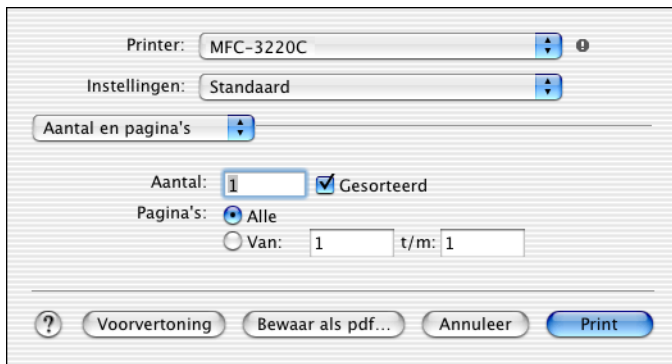 Printer: MFC-3220C
Instellingen: Standaard
Aantal en pagina's
Aantal: 1 Gesorteerd
Pagina's: Alle
Van: 1 t/m: 1
? Voorvertoning Bewaar als pdf... Annuleer Print